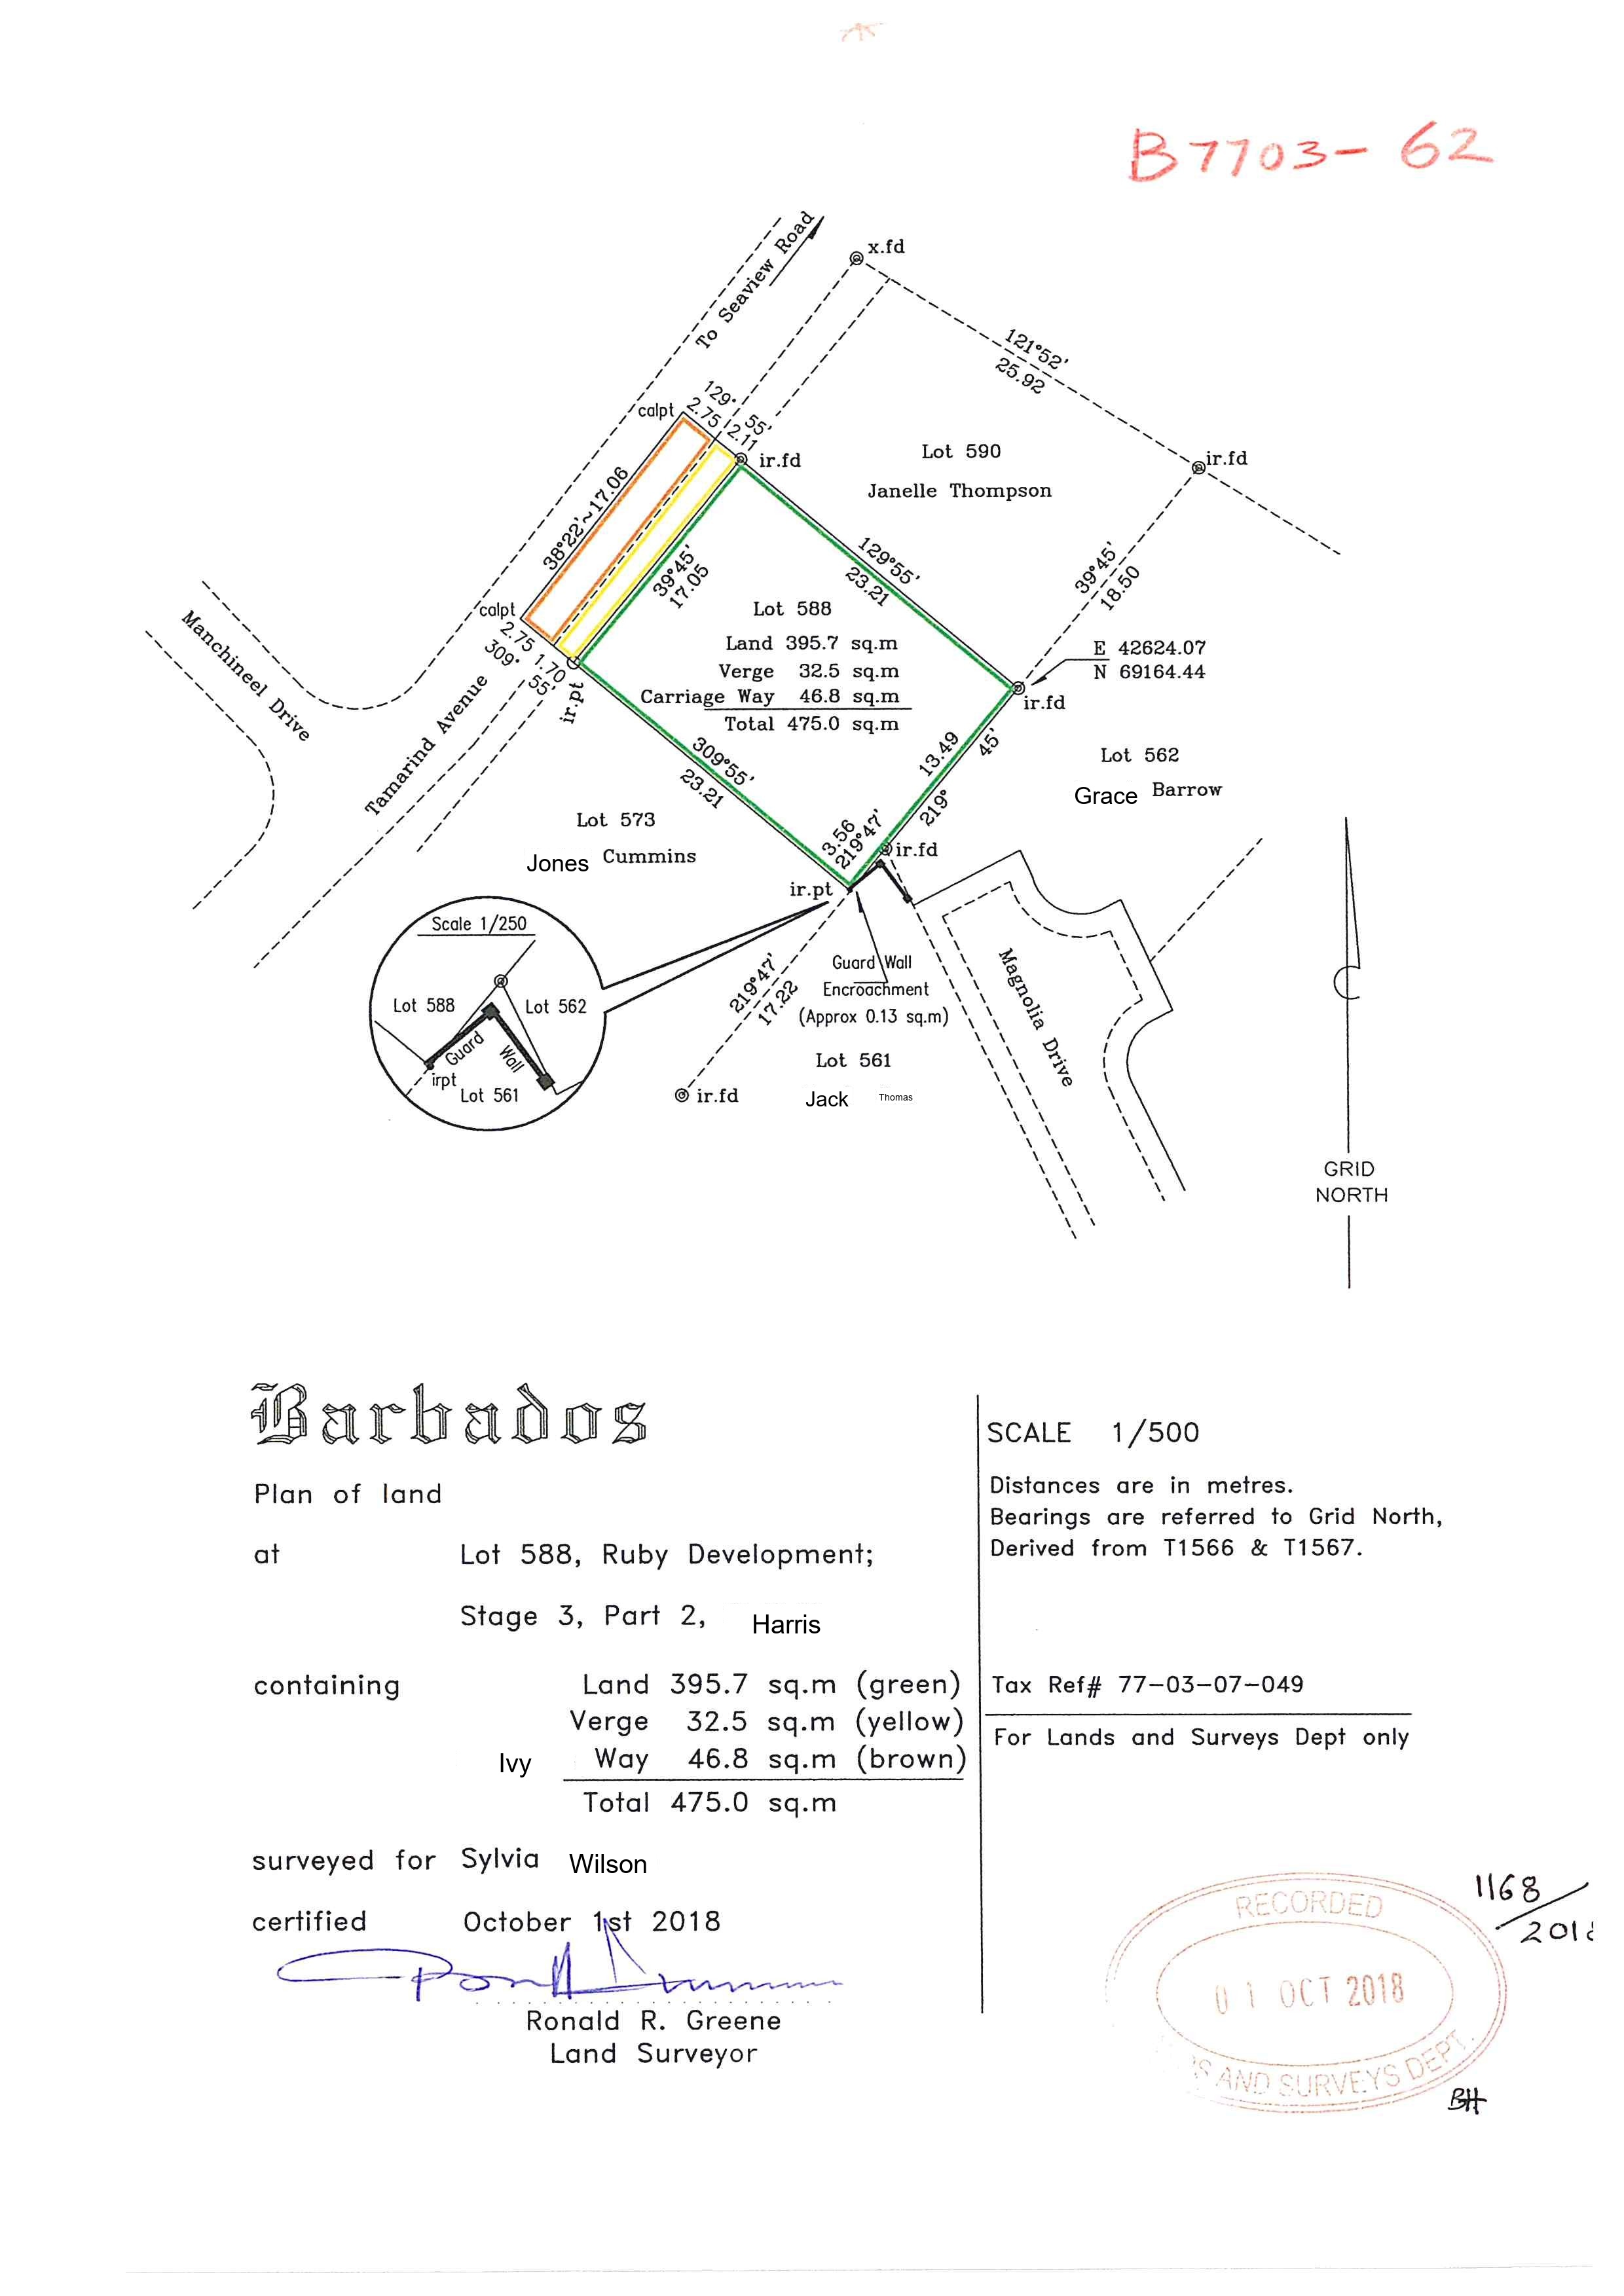 B7703-62
To Seaview Road
x.fd
121°52'
25.92
129° 55'
2.75 2.11
calpt
ir.fd
Lot 590
Janelle Thompson
ir.fd
38°22'~17.06
39°45'
17.05
129°55'
23.21
39°45'
18.50
calpt
2.75 1.70
309° 55'
ir.pt
Manchineel Drive
Tamarind Avenue
Lot 588
Land 395.7 sq.m
Verge 32.5 sq.m
Carriage Way 46.8 sq.m
Total 475.0 sq.m
E 42624.07
N 69164.44
ir.fd
309°55'
23.21
13.49
219° 45'
Lot 562
Grace Barrow
Lot 573
Jones Cummins
3.56
219°47'
ir.fd
ir.pt
Scale 1/250
Lot 588
Lot 562
Guard Wall
irpt
Lot 561
219°47'
17.22
Guard Wall
Encroachment
(Approx 0.13 sq.m)
Lot 561
Jack Thomas
ir.fd
Magnolia Drive
GRID
NORTH
Barbados
Plan of land
at Lot 588, Ruby Development;
Stage 3, Part 2, Harris
containing Land 395.7 sq.m (green)
Verge 32.5 sq.m (yellow)
Ivy Way 46.8 sq.m (brown)
Total 475.0 sq.m
surveyed for Sylvia Wilson
certified October 1st 2018
Ronald R. Greene
Land Surveyor
SCALE 1/500
Distances are in metres.
Bearings are referred to Grid North,
Derived from T1566 & T1567.
Tax Ref# 77-03-07-049
For Lands and Surveys Dept only
1168/
RECORDED
01 OCT 2018
AND SURVEYS DEPT.
BH